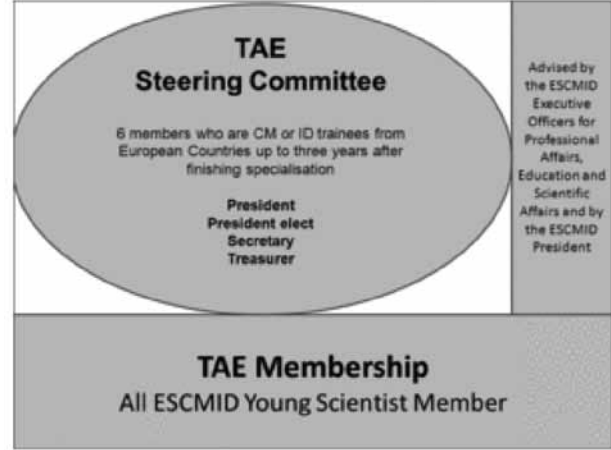 TAE
Steering Committee
6 members who are CM or ID trainees from
European Countries up to three years after
finishing specialisation
President
President elect
Secretary
Treasurer
Advised by
the ESCMID
Executive
Officers for
Professional
Affairs,
Education and
Scientific
Affairs and by
the ESCMID
President
TAE Membership
All ESCMID Young Scientist Member